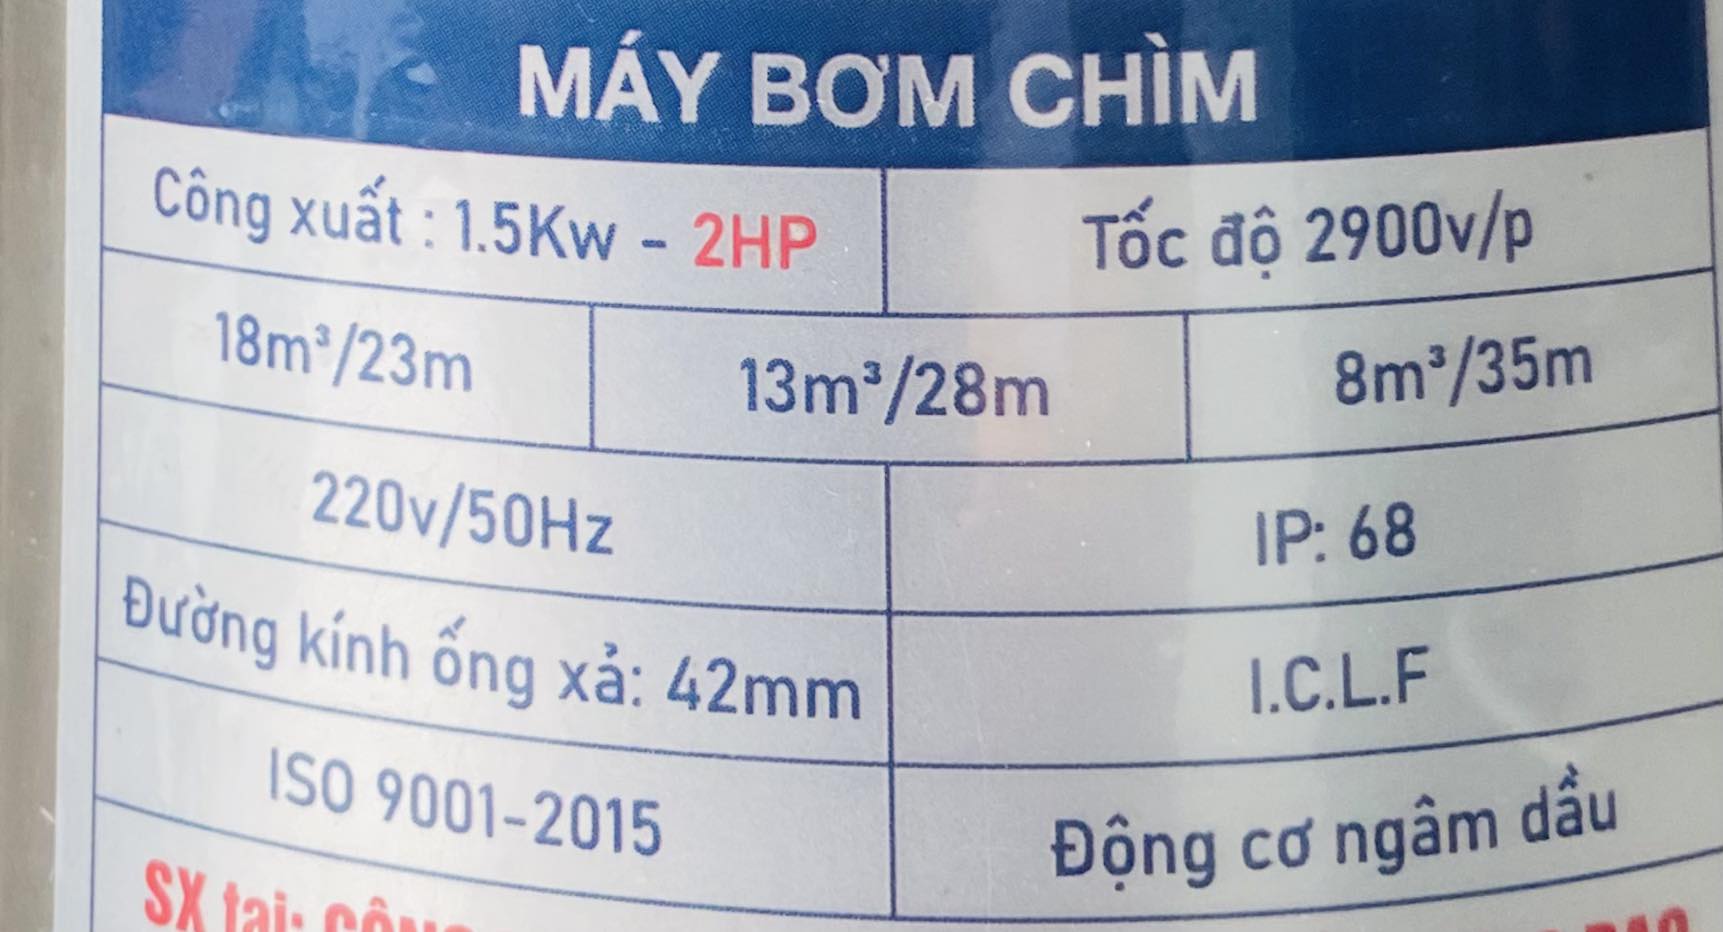 MÁY BƠM CHÌM
Công xuất : 1.5Kw - 2HP
Tốc độ 2900v/p
18m³/23m
13m³/28m
8m³/35m
220v/50Hz
IP: 68
Đường kính ống xả: 42mm
I.C.L.F
ISO 9001-2015
Động cơ ngâm dầu
SX tại: CÔNG